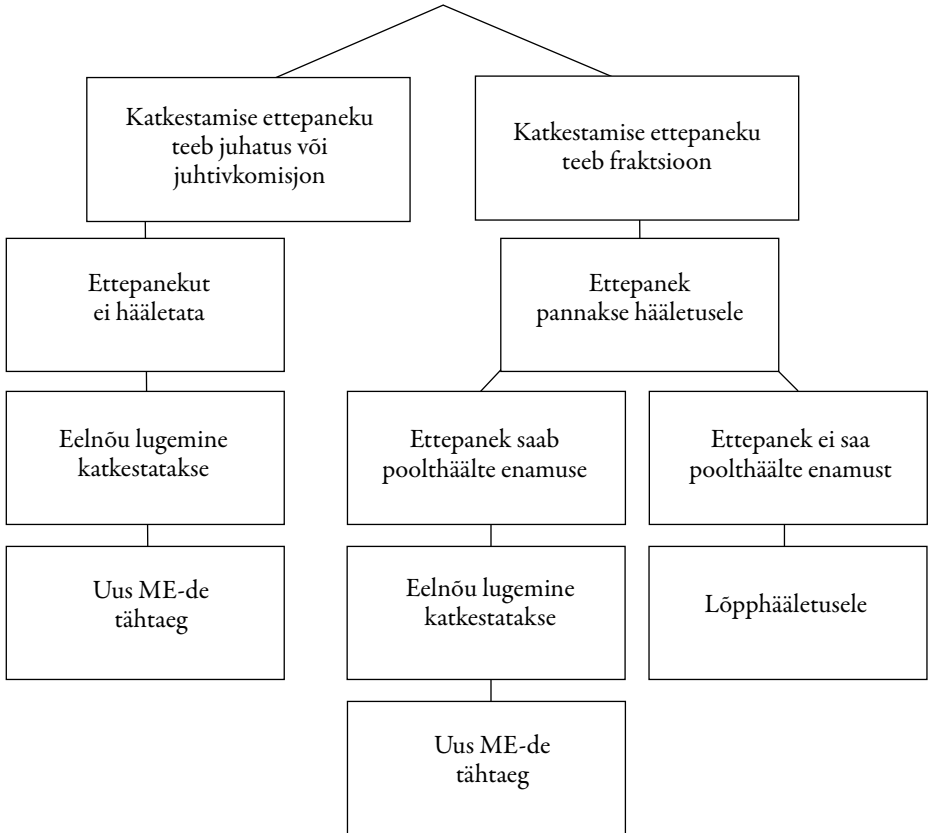 Katkestamise ettepaneku
teeb juhatus või
juhtivkomisjon
Katkestamise ettepaneku
teeb fraktsioon
Ettepanekut
ei hääletata
Ettepanek
pannakse hääletusele
Eelnõu lugemine
katkestatakse
Ettepanek saab
poolthäälte enamuse
Ettepanek ei saa
poolthäälte enamust
Uus ME-de
tähtaeg
Eelnõu lugemine
katkestatakse
Lõpphääletusele
Uus ME-de
tähtaeg